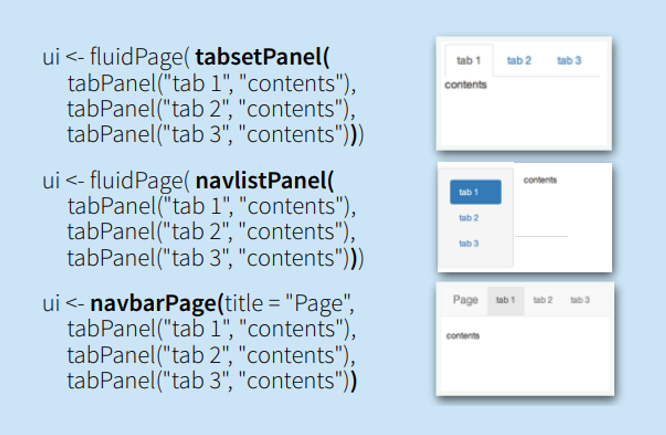 ui <- fluidPage( tabsetPanel(
tabPanel("tab 1", "contents"),
tabPanel("tab 2", "contents"),
tabPanel("tab 3", "contents")))
tab 1 tab 2 tab 3
contents
ui <- fluidPage( navlistPanel(
tabPanel("tab 1", "contents"),
tabPanel("tab 2", "contents"),
tabPanel("tab 3", "contents")))
contents
tab 1
tab 2
tab 3
ui <- navbarPage(title = "Page",
tabPanel("tab 1", "contents"),
tabPanel("tab 2", "contents"),
tabPanel("tab 3", "contents"))
Page tab 1 tab 2 tab 3
contents